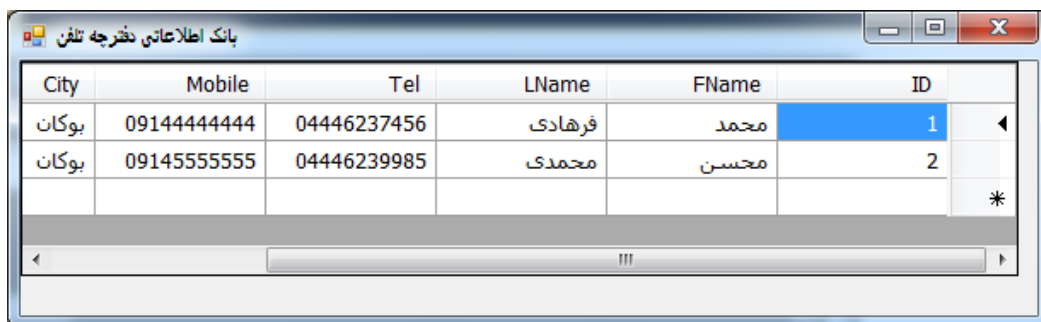 بانک اطلاعاتی دفترچه تلفن
ID FName LName Tel Mobile City
1 محمد فرهادی 04446237456 09144444444 بوکان
2 محسن محمدی 04446239985 09145555555 بوکان